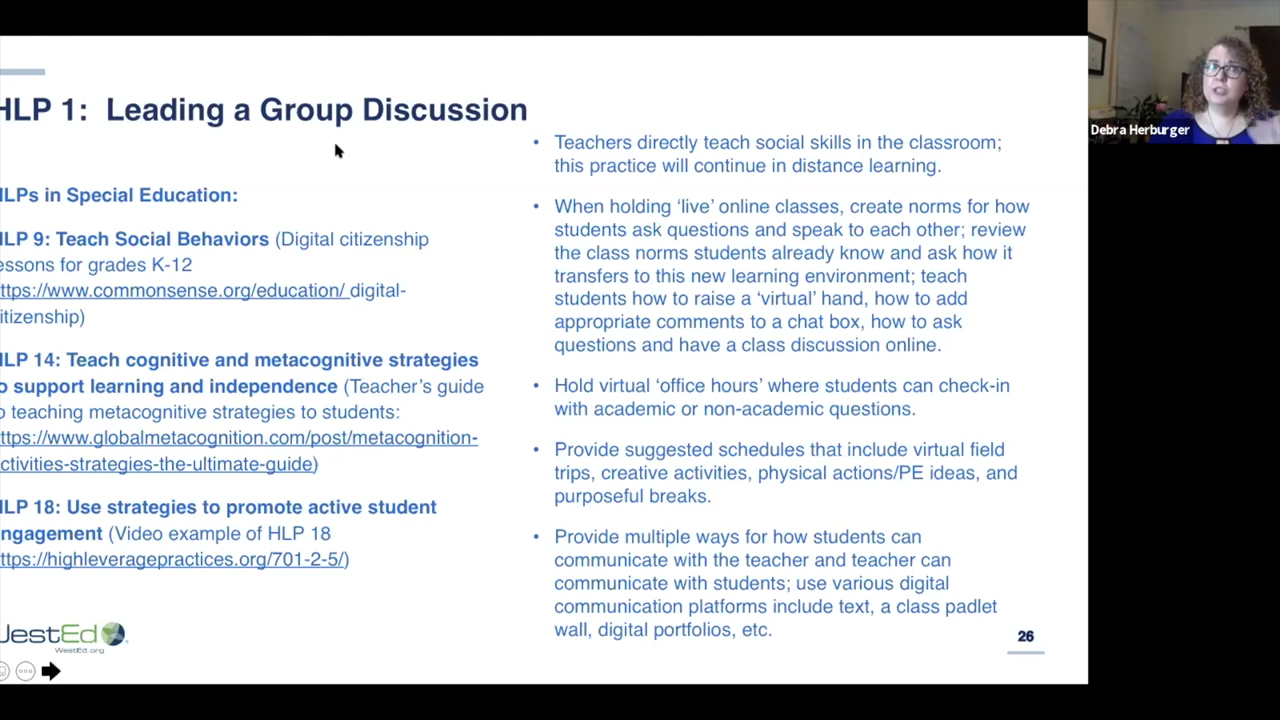 HLP 1: Leading a Group Discussion
HLPs in Special Education:
HLP 9: Teach Social Behaviors (Digital citizenship
essons for grades K-12
ttps://www.commonsense.org/education/ digital-
itizenship)
HLP 14: Teach cognitive and metacognitive strategies
o support learning and independence (Teacher's guide
o teaching metacognitive strategies to students:
ttps://www.globalmetacognition.com/post/metacognition-
ctivities-strategies-the-ultimate-guide)
HLP 18: Use strategies to promote active student
ngagement (Video example of HLP 18
ttps://highleveragepractices.org/701-2-5/)
• Teachers directly teach social skills in the classroom;
this practice will continue in distance learning.
• When holding ‘live’ online classes, create norms for how
students ask questions and speak to each other; review
the class norms students already know and ask how it
transfers to this new learning environment; teach
students how to raise a ‘virtual’ hand, how to add
appropriate comments to a chat box, how to ask
questions and have a class discussion online.
• Hold virtual ‘office hours’ where students can check-in
with academic or non-academic questions.
• Provide suggested schedules that include virtual field
trips, creative activities, physical actions/PE ideas, and
purposeful breaks.
• Provide multiple ways for how students can
communicate with the teacher and teacher can
communicate with students; use various digital
communication platforms include text, a class padlet
wall, digital portfolios, etc.
WestEd
WestEd.org
26
Debra Herburger